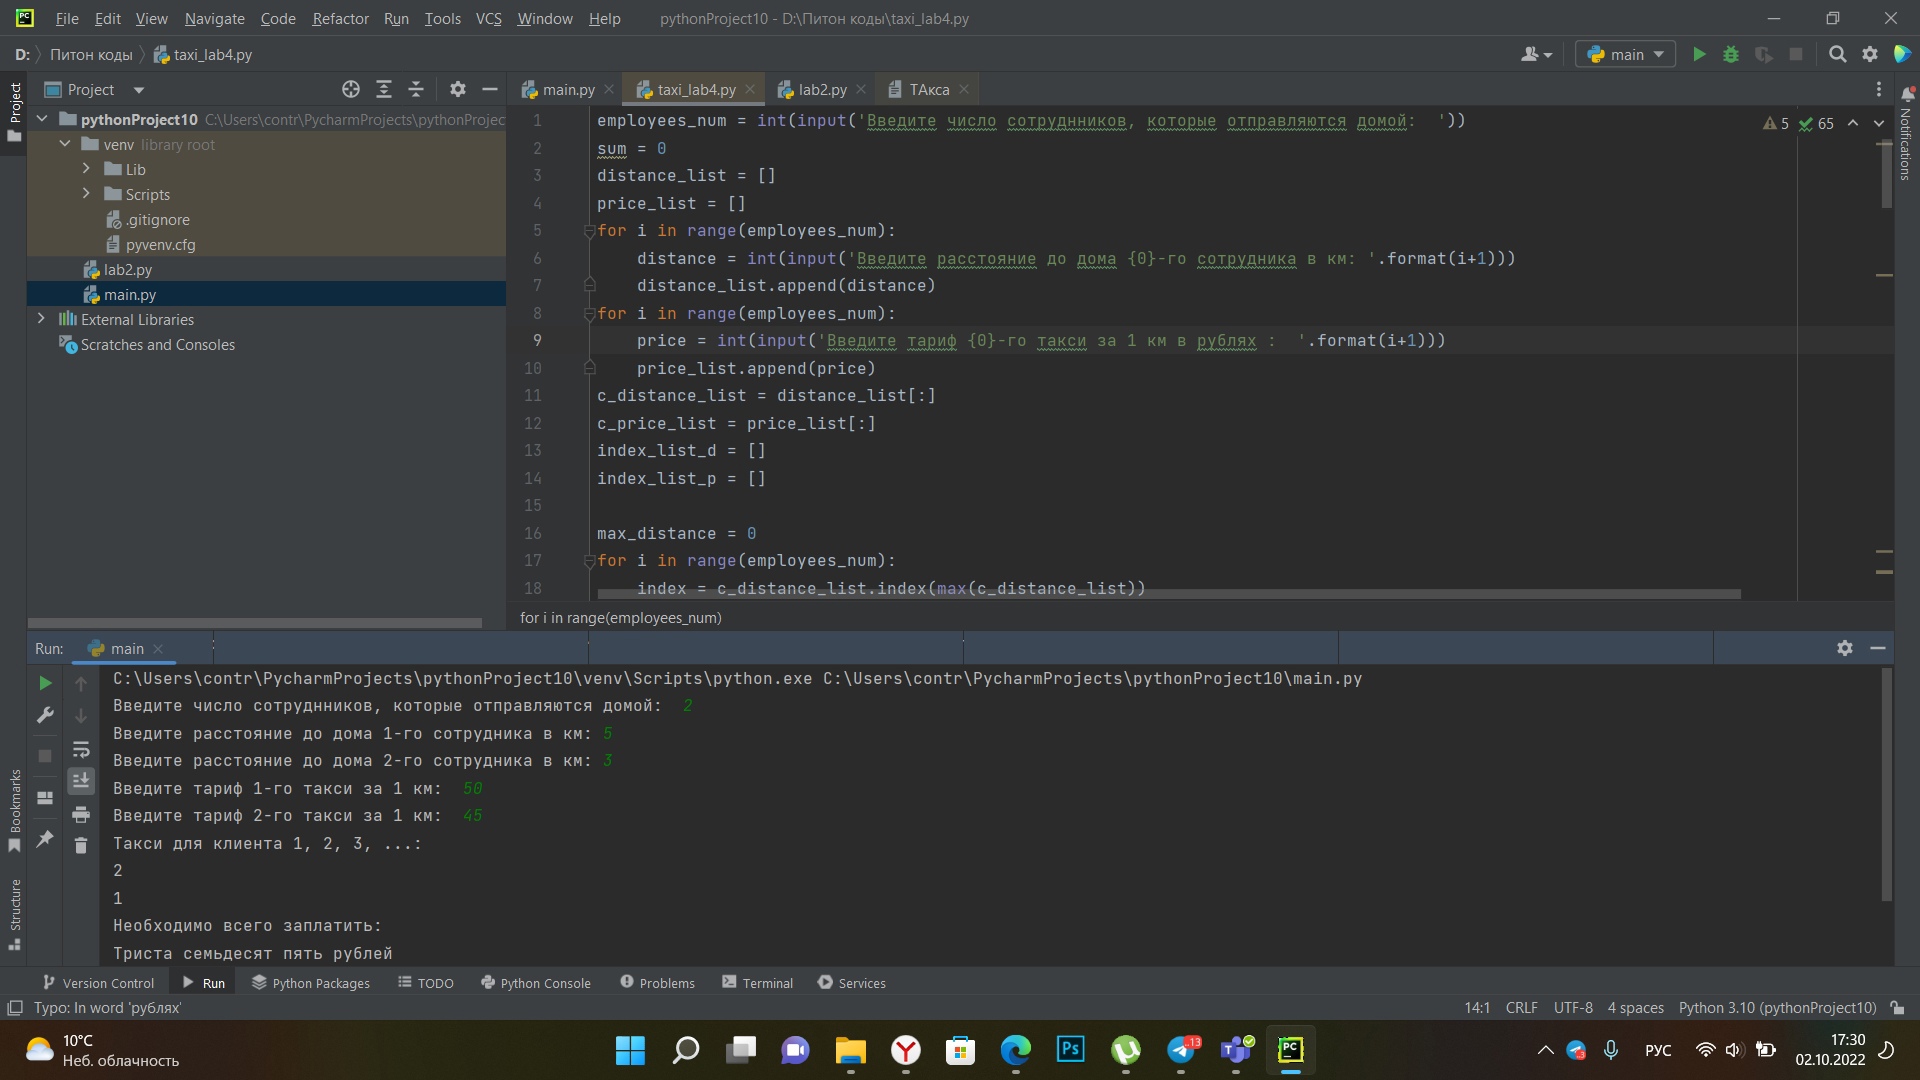 File Edit View Navigate Code Refactor Run Tools VCS Window Help pythonProject10 - D:\Питон коды\taxi_lab4.py
D: Питон коды taxi_lab4.py
main
Project
main.py taxi_lab4.py lab2.py ТАкса
Project
pythonProject10 C:\Users\contr\PycharmProjects\pythonProjec
venv library root
Lib
Scripts
.gitignore
pyvenv.cfg
lab2.py
main.py
External Libraries
Scratches and Consoles
5 65
Notifications
1 employees_num = int(input('Введите число сотруднников, которые отправляются домой:  '))
2 sum = 0
3 distance_list = []
4 price_list = []
5 for i in range(employees_num):
6     distance = int(input('Введите расстояние до дома {0}-го сотрудника в км: '.format(i+1)))
7     distance_list.append(distance)
8 for i in range(employees_num):
9     price = int(input('Введите тариф {0}-го такси за 1 км в рублях :  '.format(i+1)))
10     price_list.append(price)
11 c_distance_list = distance_list[:]
12 c_price_list = price_list[:]
13 index_list_d = []
14 index_list_p = []
15
16 max_distance = 0
17 for i in range(employees_num):
18     index = c_distance_list.index(max(c_distance_list))
for i in range(employees_num)
Run: main
C:\Users\contr\PycharmProjects\pythonProject10\venv\Scripts\python.exe C:\Users\contr\PycharmProjects\pythonProject10\main.py
Введите число сотруднников, которые отправляются домой:  2
Введите расстояние до дома 1-го сотрудника в км: 5
Введите расстояние до дома 2-го сотрудника в км: 3
Введите тариф 1-го такси за 1 км:  50
Введите тариф 2-го такси за 1 км:  45
Такси для клиента 1, 2, 3, ...:
2
1
Необходимо всего заплатить:
Триста семьдесят пять рублей
Bookmarks
Structure
Version Control Run Python Packages TODO Python Console Problems Terminal Services
Typo: In word 'рублях' 14:1 CRLF UTF-8 4 spaces Python 3.10 (pythonProject10)
10°C
Неб. облачность
Ps
13
PC
РУС
17:30
02.10.2022